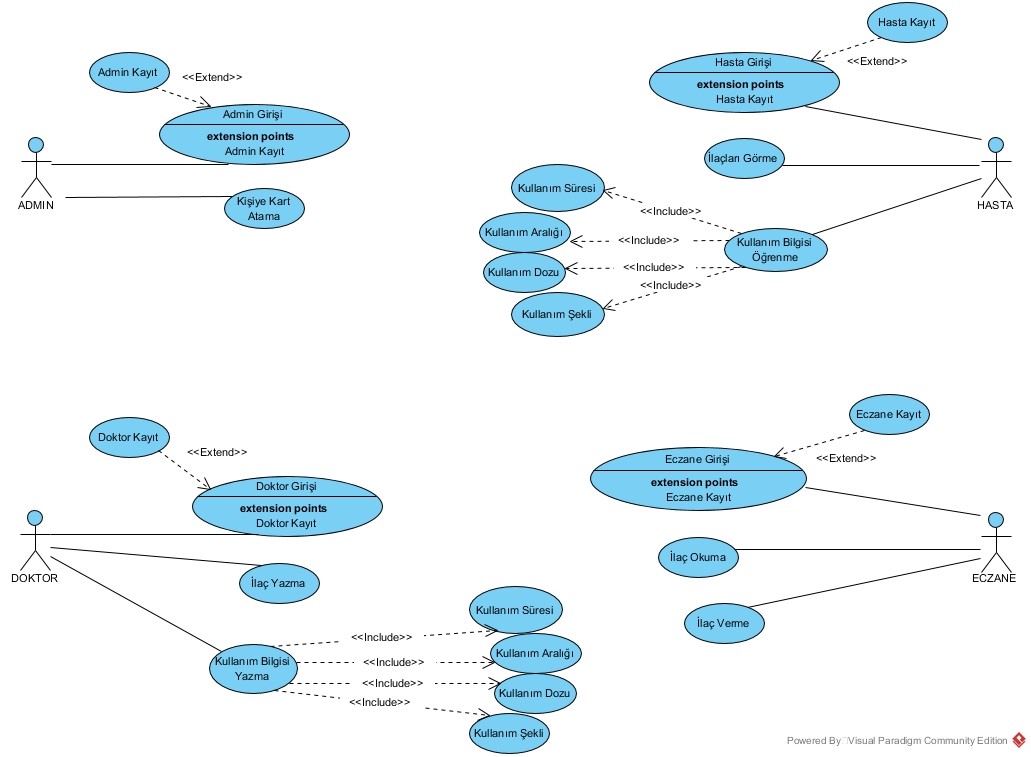 Admin Kayıt
<<Extend>>
Admin Girişi
extension points
Admin Kayıt
ADMIN
Kişiye Kart
Atama
Hasta Kayıt
<<Extend>>
Hasta Girişi
extension points
Hasta Kayıt
İlaçları Görme
HASTA
Kullanım Süresi
<<Include>>
Kullanım Aralığı
<<Include>>
Kullanım Bilgisi
Öğrenme
Kullanım Dozu
<<Include>>
<<Include>>
Kullanım Şekli
Doktor Kayıt
<<Extend>>
Doktor Girişi
extension points
Doktor Kayıt
DOKTOR
İlaç Yazma
Kullanım Bilgisi
Yazma
Kullanım Süresi
<<Include>>
Kullanım Aralığı
<<Include>>
<<Include>>
Kullanım Dozu
<<Include>>
Kullanım Şekli
Eczane Kayıt
<<Extend>>
Eczane Girişi
extension points
Eczane Kayıt
İlaç Okuma
ECZANE
İlaç Verme
Powered By Visual Paradigm Community Edition